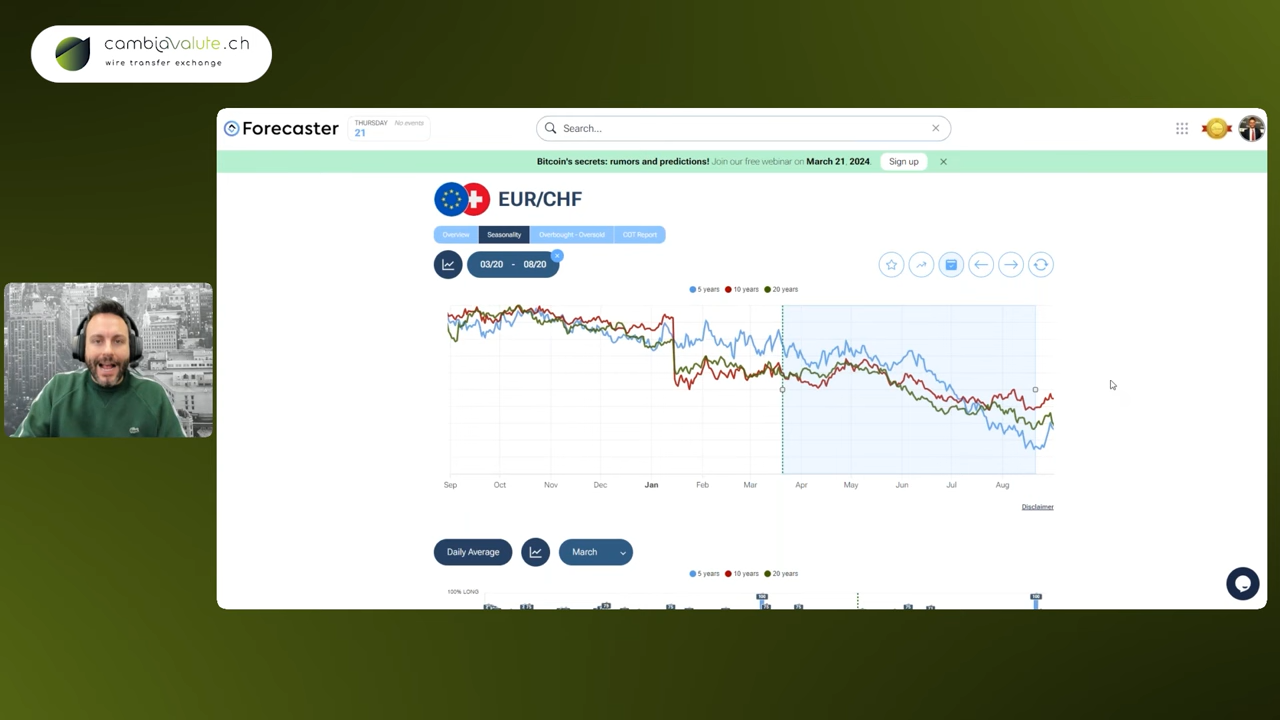 cambiavalute.ch
wire transfer exchange
Forecaster
THURSDAY
21
No events
Search...
Bitcoin's secrets: rumors and predictions! Join our free webinar on March 21, 2024. Sign up
EUR/CHF
Overview Seasonality Overbought - Oversold COT Report
03/20 - 08/20
5 years 10 years 20 years
Sep Oct Nov Dec Jan Feb Mar Apr May Jun Jul Aug
Disclaimer
Daily Average March
5 years 10 years 20 years
100% LONG
100 100